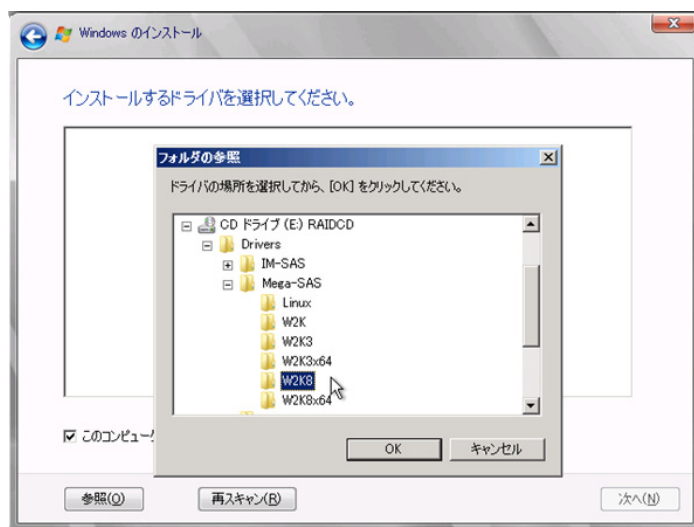 Windows のインストール
インストールするドライバを選択してください。
フォルダの参照
ドライバの場所を選択してから、[OK] をクリックしてください。
CD ドライブ (E:) RAIDCD
Drivers
IM-SAS
Mega-SAS
Linux
W2K
W2K3
W2K3x64
W2K8
W2K8x64
このコンピュー
OK キャンセル
参照(O) 再スキャン(R) 次へ(N)